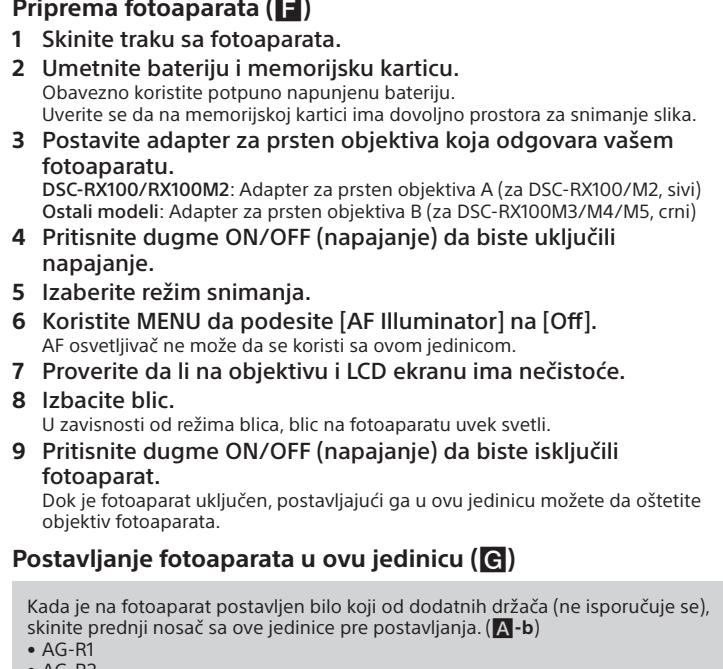 Priprema fotoaparata (F)
1 Skinite traku sa fotoaparata.
2 Umetnite bateriju i memorijsku karticu.
Obavezno koristite potpuno napunjenu bateriju.
Uverite se da na memorijskoj kartici ima dovoljno prostora za snimanje slika.
3 Postavite adapter za prsten objektiva koja odgovara vašem
fotoaparatu.
DSC-RX100/RX100M2: Adapter za prsten objektiva A (za DSC-RX100/M2, sivi)
Ostali modeli: Adapter za prsten objektiva B (za DSC-RX100M3/M4/M5, crni)
4 Pritisnite dugme ON/OFF (napajanje) da biste uključili
napajanje.
5 Izaberite režim snimanja.
6 Koristite MENU da podesite [AF Illuminator] na [Off].
AF osvetljivač ne može da se koristi sa ovom jedinicom.
7 Proverite da li na objektivu i LCD ekranu ima nečistoće.
8 Izbacite blic.
U zavisnosti od režima blica, blic na fotoaparatu uvek svetli.
9 Pritisnite dugme ON/OFF (napajanje) da biste isključili
fotoaparat.
Dok je fotoaparat uključen, postavljajući ga u ovu jedinicu možete da oštetite
objektiv fotoaparata.
Postavljanje fotoaparata u ovu jedinicu (G)
Kada je na fotoaparat postavljen bilo koji od dodatnih držača (ne isporučuje se),
skinite prednji nosač sa ove jedinice pre postavljanja. (A-b)
• AG-R1
• AG-R2